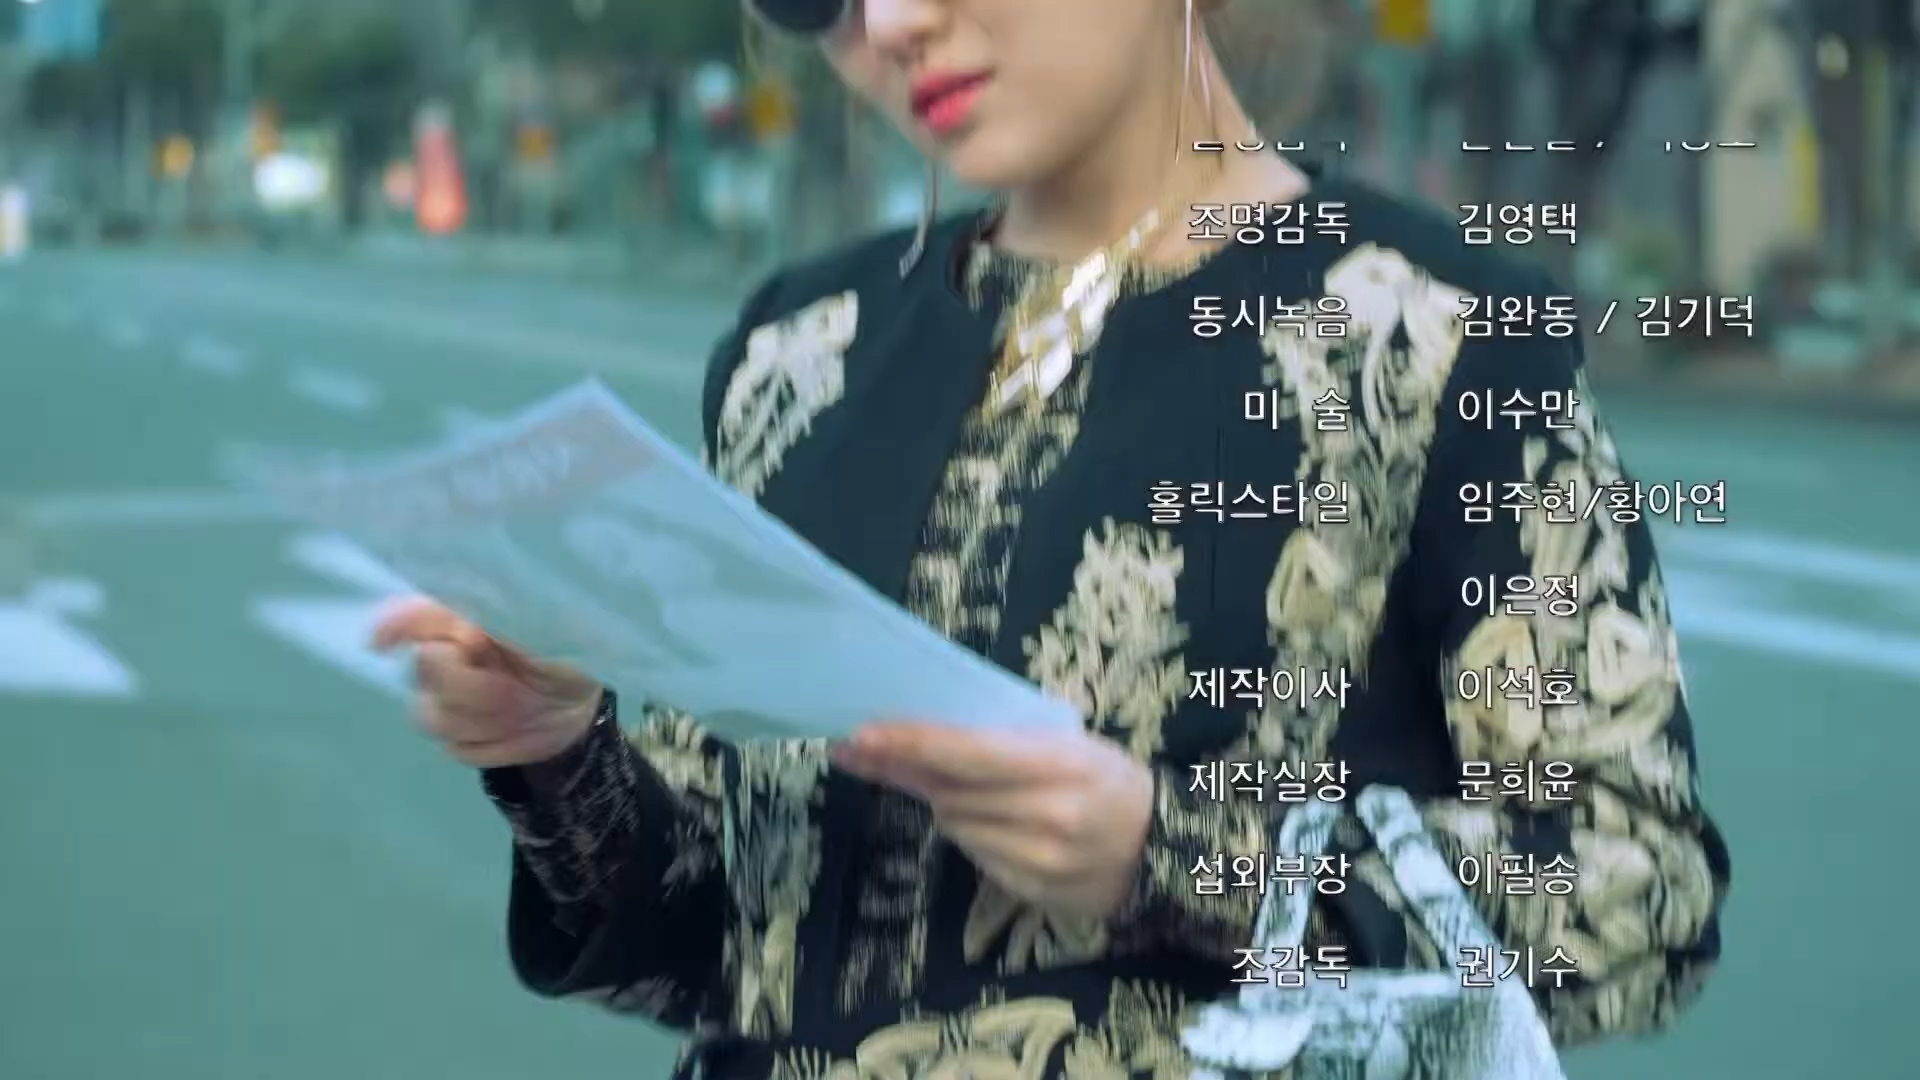 조명감독 김영택
동시녹음 김완동 / 김기덕
미 술 이수만
홀릭스타일 임주현/황아연
이은정
제작이사 이석호
제작실장 문희윤
섭외부장 이필송
조감독 권기수